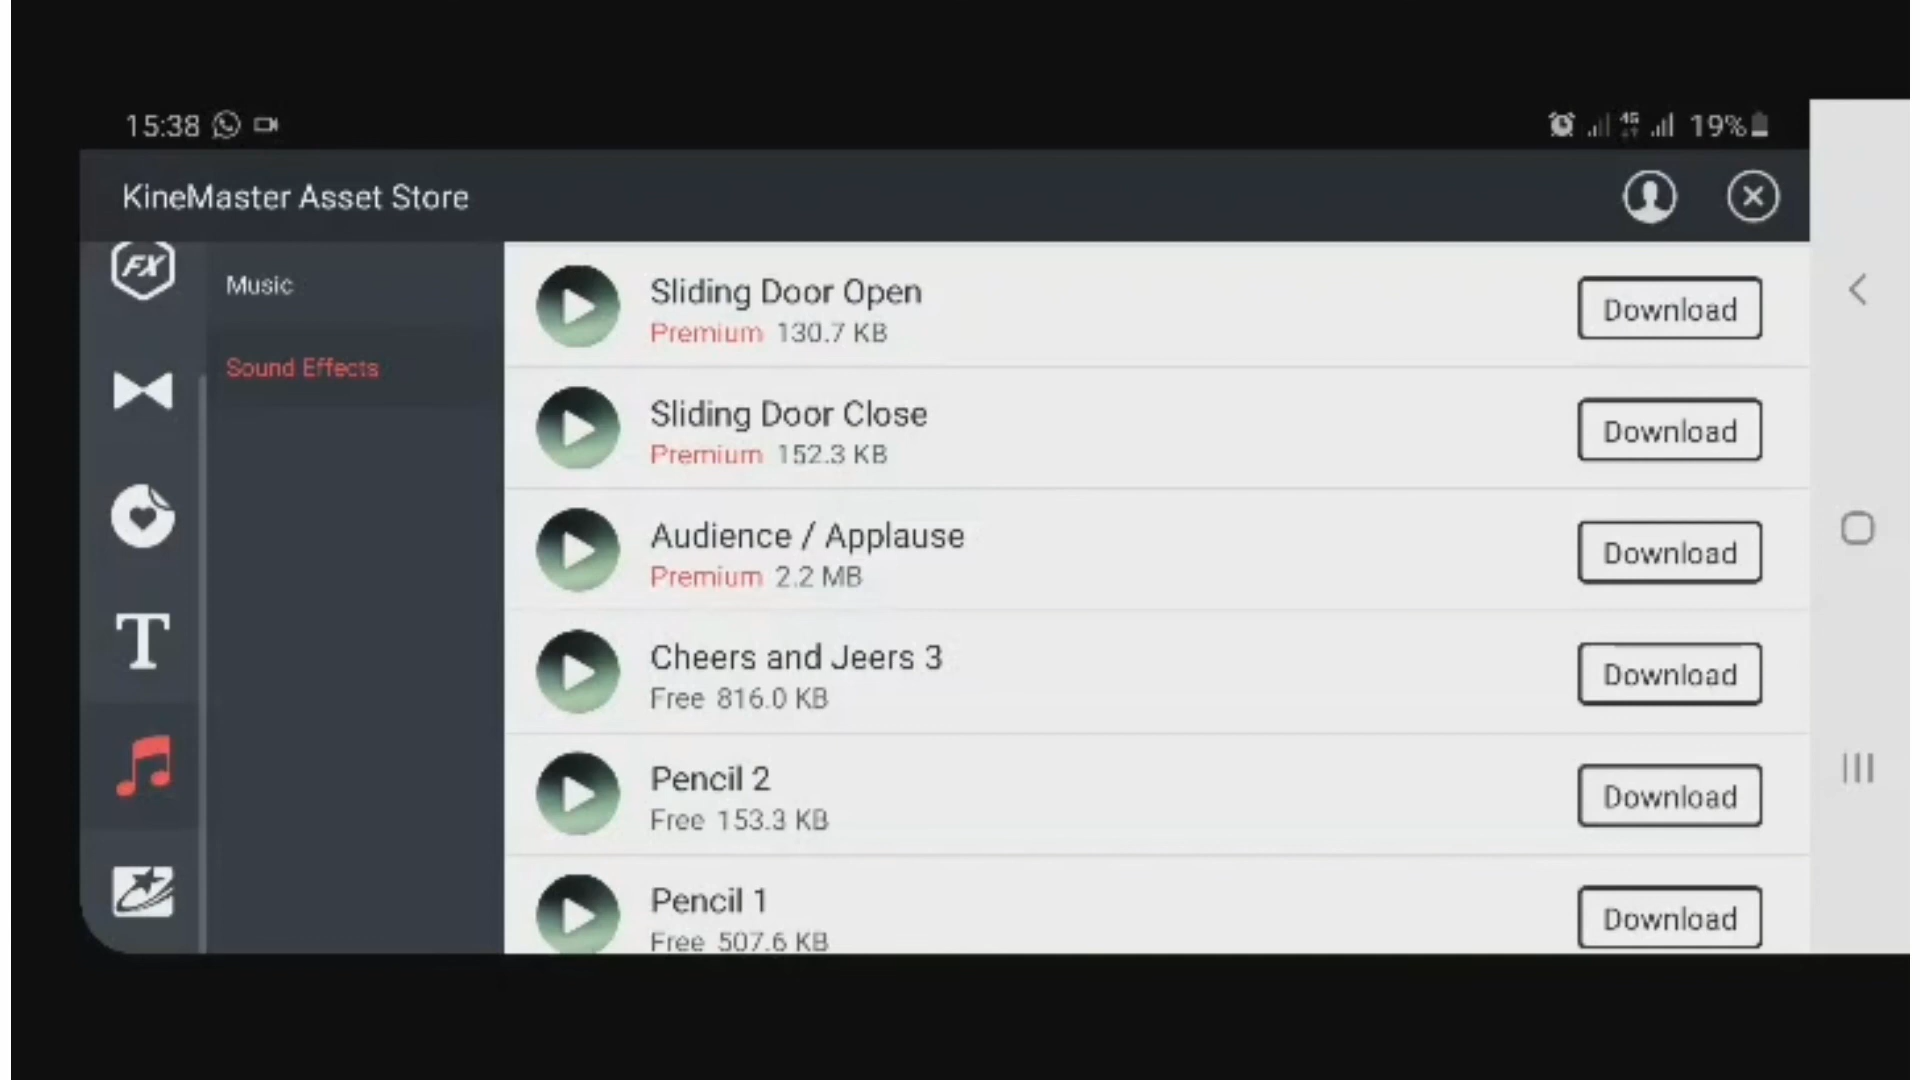 15:38
4G
19%
KineMaster Asset Store
FX
Music
Sound Effects
Sliding Door Open
Premium 130.7 KB
Download
Sliding Door Close
Premium 152.3 KB
Download
Audience / Applause
Premium 2.2 MB
Download
Cheers and Jeers 3
Free 816.0 KB
Download
Pencil 2
Free 153.3 KB
Download
Pencil 1
Free 507.6 KB
Download
T